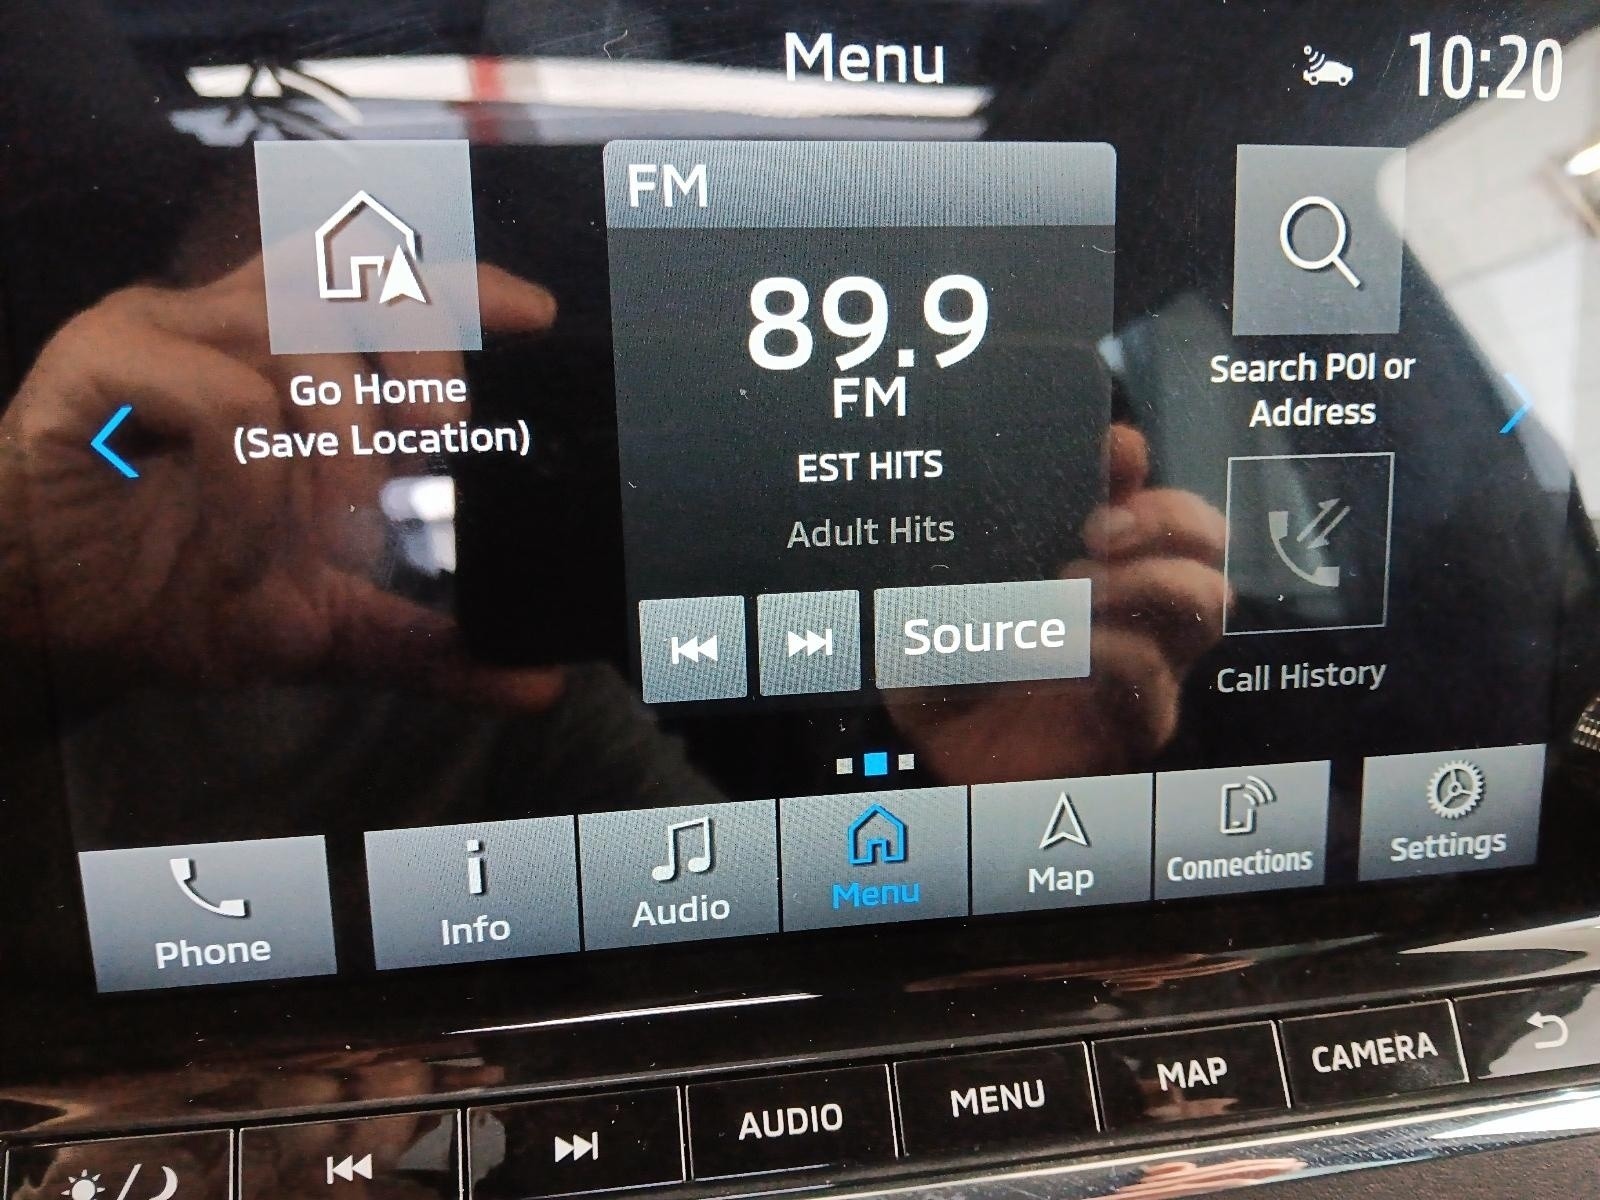 Menu
10:20
FM
89.9
FM
EST HITS
Adult Hits
Source
Go Home
(Save Location)
Search POI or
Address
Call History
Phone
Info
Audio
Menu
Map
Connections
Settings
AUDIO
MENU
MAP
CAMERA